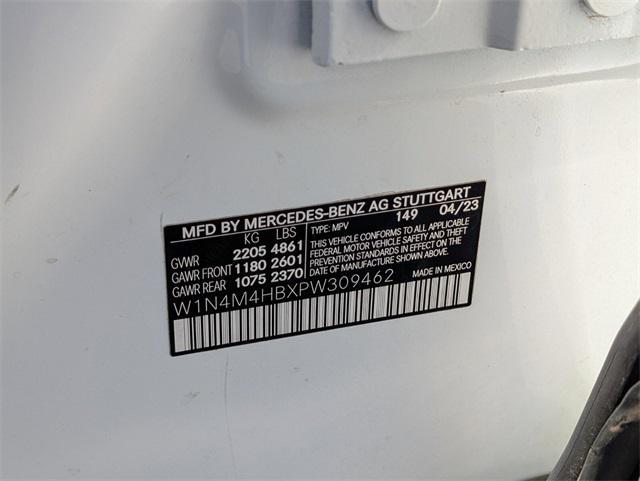 MFD BY MERCEDES-BENZ AG STUTTGART
KG LBS 149 04/23
GVWR 2205 4861 TYPE: MPV
GAWR FRONT 1180 2601
GAWR REAR 1075 2370
THIS VEHICLE CONFORMS TO ALL APPLICABLE
FEDERAL MOTOR VEHICLE SAFETY AND THEFT
PREVENTION STANDARDS IN EFFECT ON THE
DATE OF MANUFACTURE SHOWN ABOVE.
W1N4M4HBXPW309462 MADE IN MEXICO